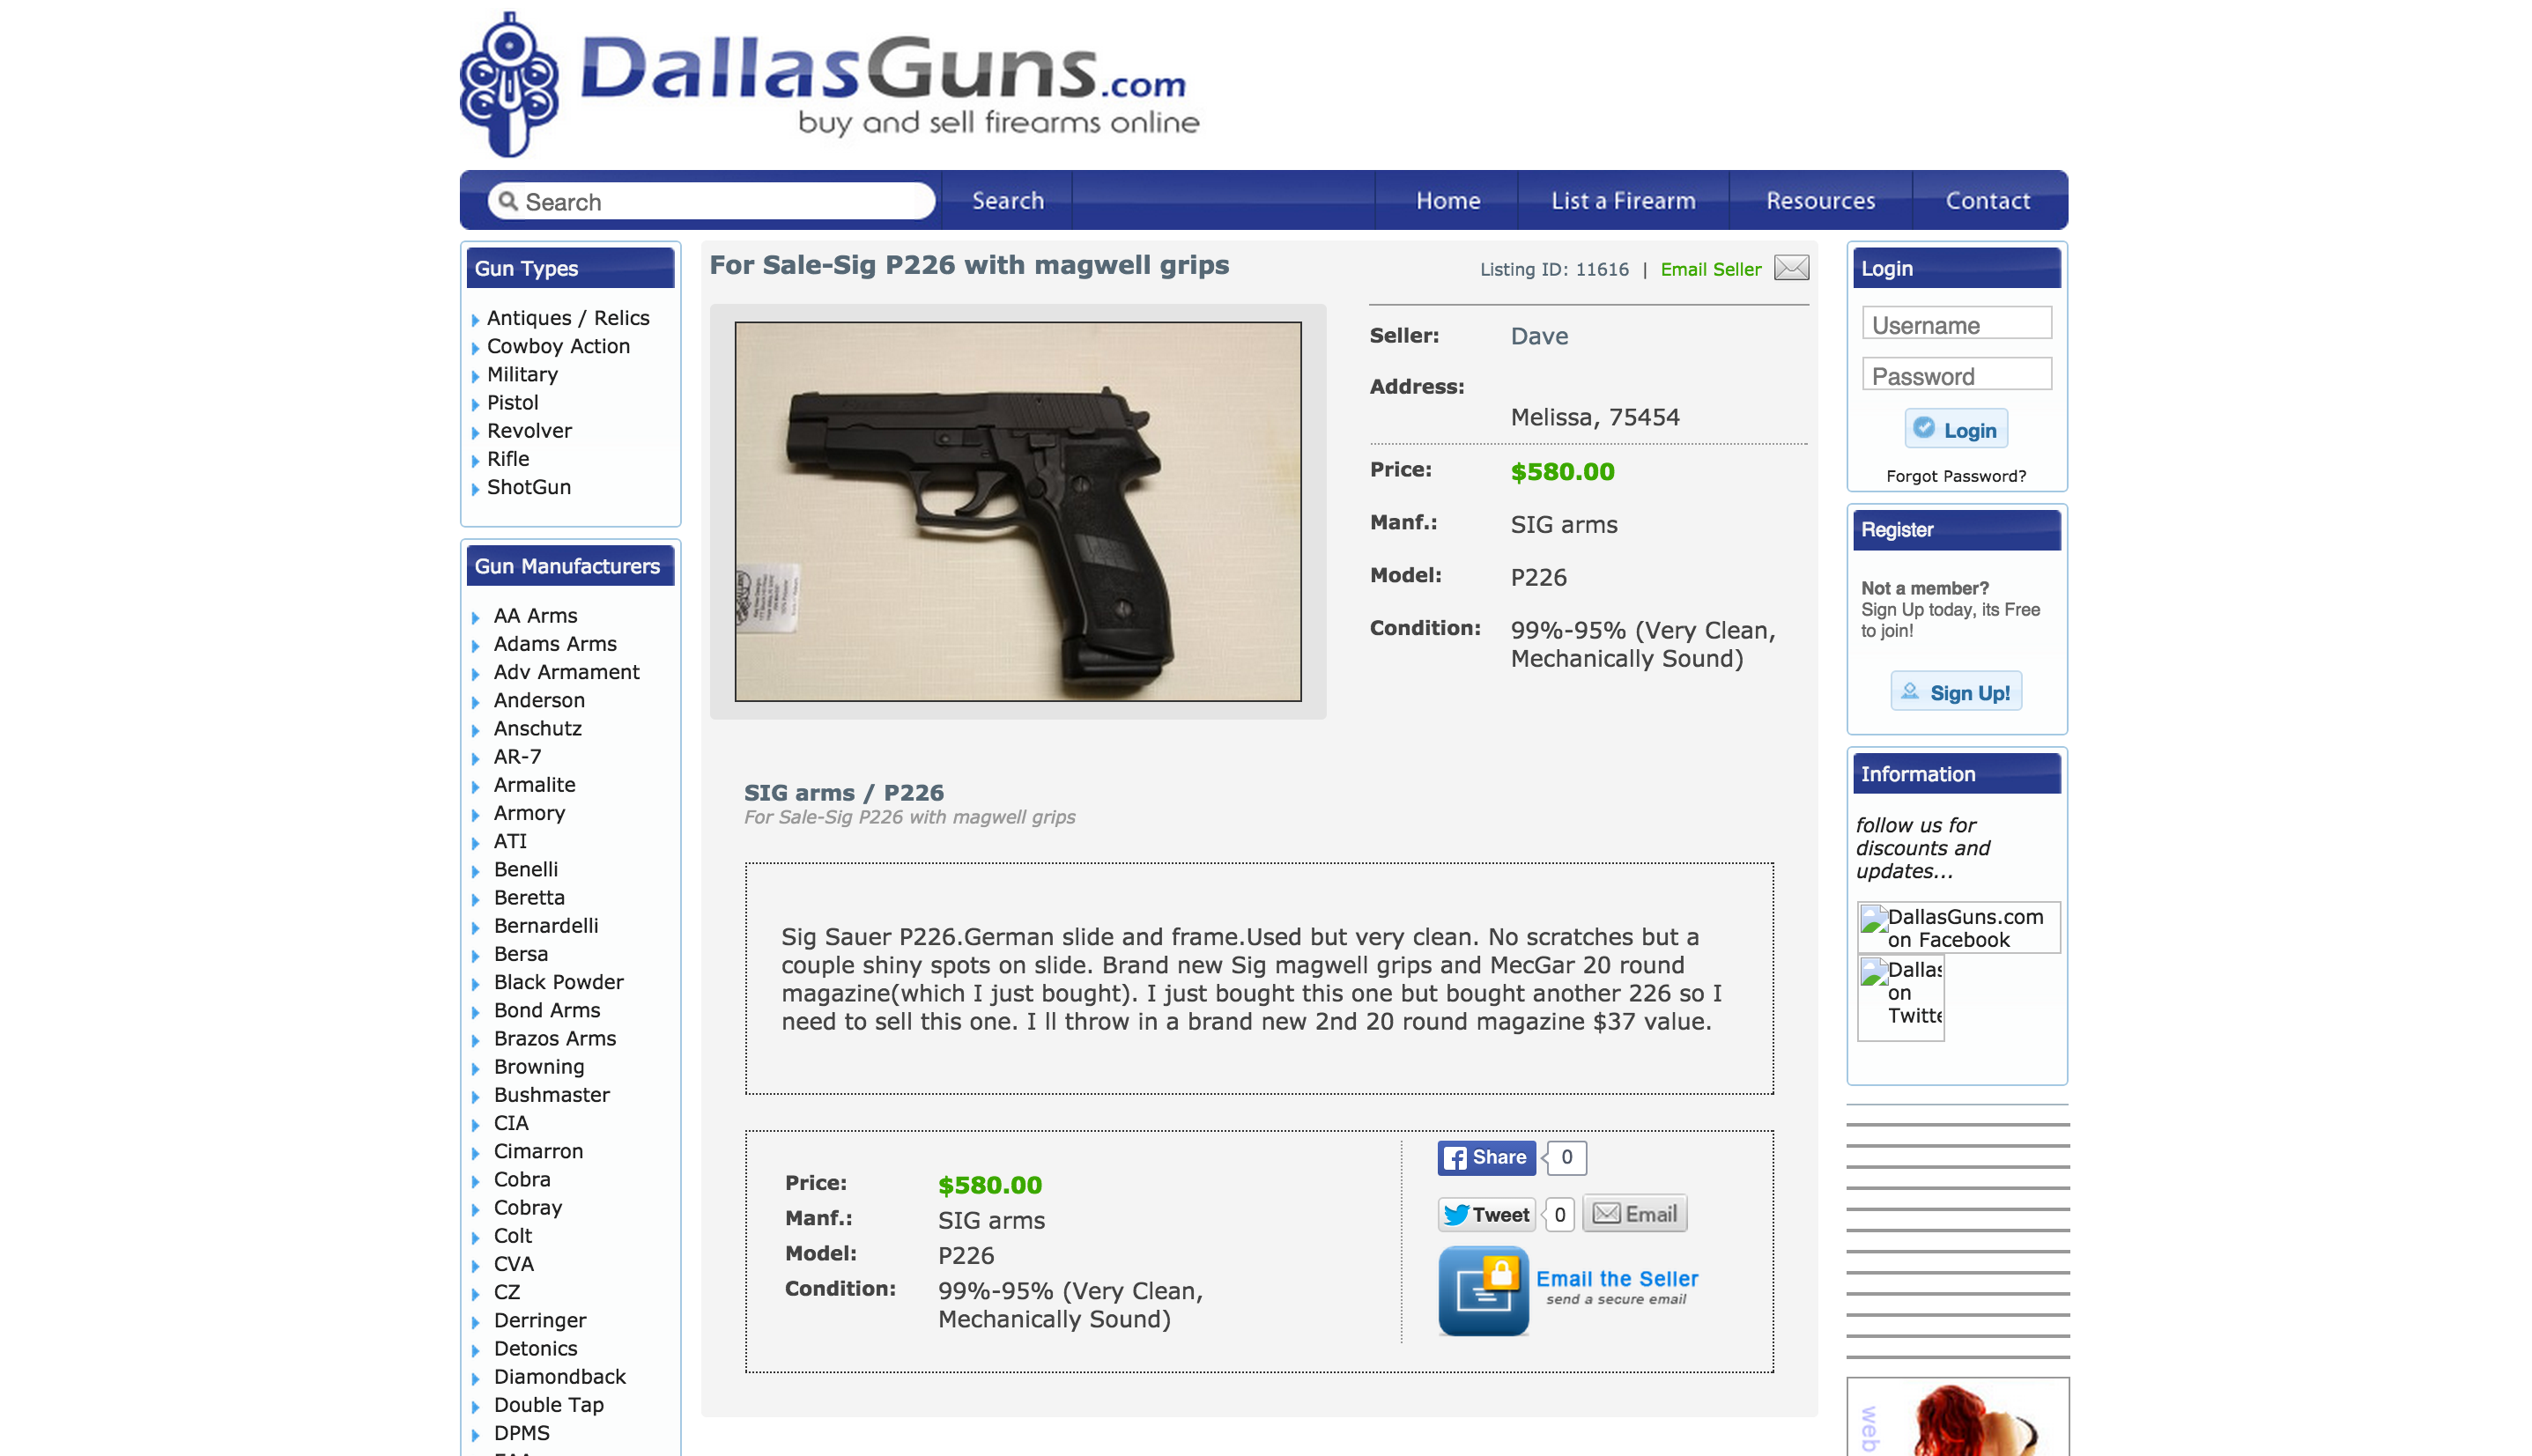 DallasGuns.com
buy and sell firearms online
Search
Search
Home
List a Firearm
Resources
Contact
Gun Types
Antiques / Relics
Cowboy Action
Military
Pistol
Revolver
Rifle
ShotGun
Gun Manufacturers
AA Arms
Adams Arms
Adv Armament
Anderson
Anschutz
AR-7
Armalite
Armory
ATI
Benelli
Beretta
Bernardelli
Bersa
Black Powder
Bond Arms
Brazos Arms
Browning
Bushmaster
CIA
Cimarron
Cobra
Cobray
Colt
CVA
CZ
Derringer
Detonics
Diamondback
Double Tap
DPMS
For Sale-Sig P226 with magwell grips
Listing ID: 11616 | Email Seller
Seller: Dave
Address:
Melissa, 75454
Price: $580.00
Manf.: SIG arms
Model: P226
Condition: 99%-95% (Very Clean,
Mechanically Sound)
SIG arms / P226
For Sale-Sig P226 with magwell grips
Sig Sauer P226.German slide and frame.Used but very clean. No scratches but a
couple shiny spots on slide. Brand new Sig magwell grips and MecGar 20 round
magazine(which I just bought). I just bought this one but bought another 226 so I
need to sell this one. I ll throw in a brand new 2nd 20 round magazine $37 value.
Price: $580.00
Manf.: SIG arms
Model: P226
Condition: 99%-95% (Very Clean,
Mechanically Sound)
Share 0
Tweet 0 Email
Email the Seller
send a secure email
Login
Username
Password
Login
Forgot Password?
Register
Not a member?
Sign Up today, its Free
to join!
Sign Up!
Information
follow us for
discounts and
updates...
DallasGuns.com
on Facebook
Dallas
on
Twitte
web